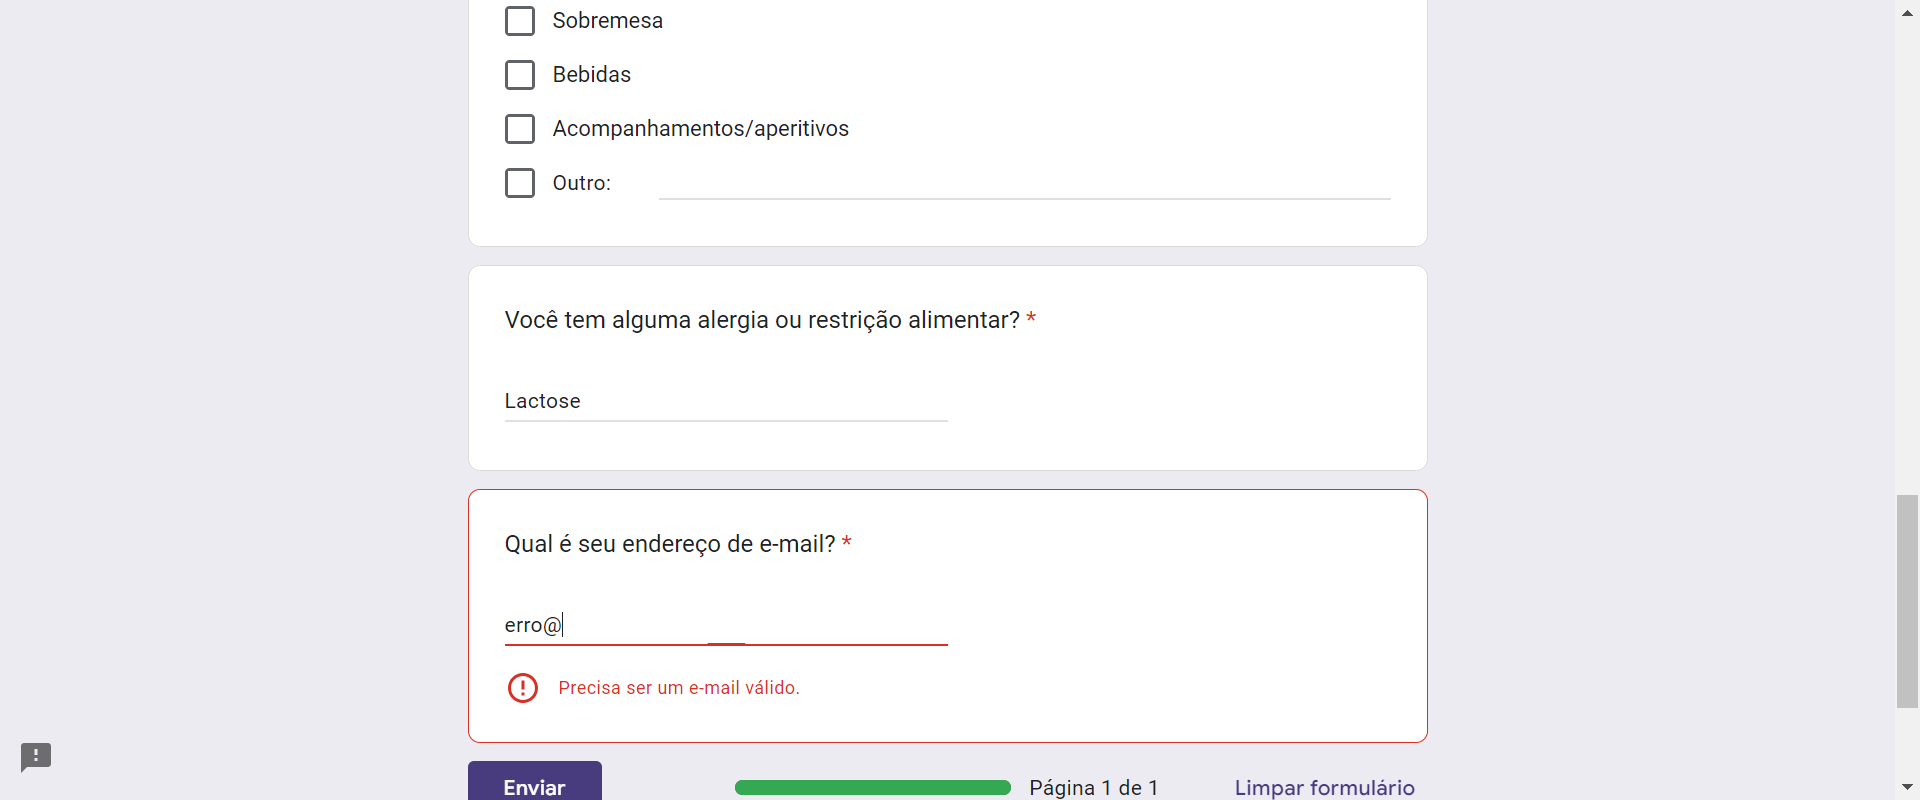 Sobremesa
Bebidas
Acompanhamentos/aperitivos
Outro:
Você tem alguma alergia ou restrição alimentar? *
Lactose
Qual é seu endereço de e-mail? *
erro@
Precisa ser um e-mail válido.
Enviar
Página 1 de 1
Limpar formulário